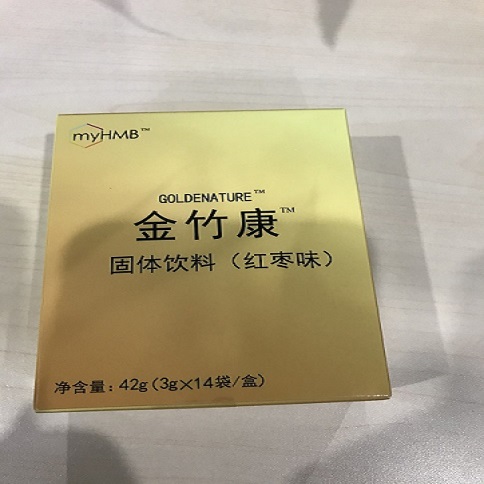 myHMB™
GOLDENATURE™
金竹康™
固体饮料（红枣味）
净含量：42g(3g×14袋/盒)